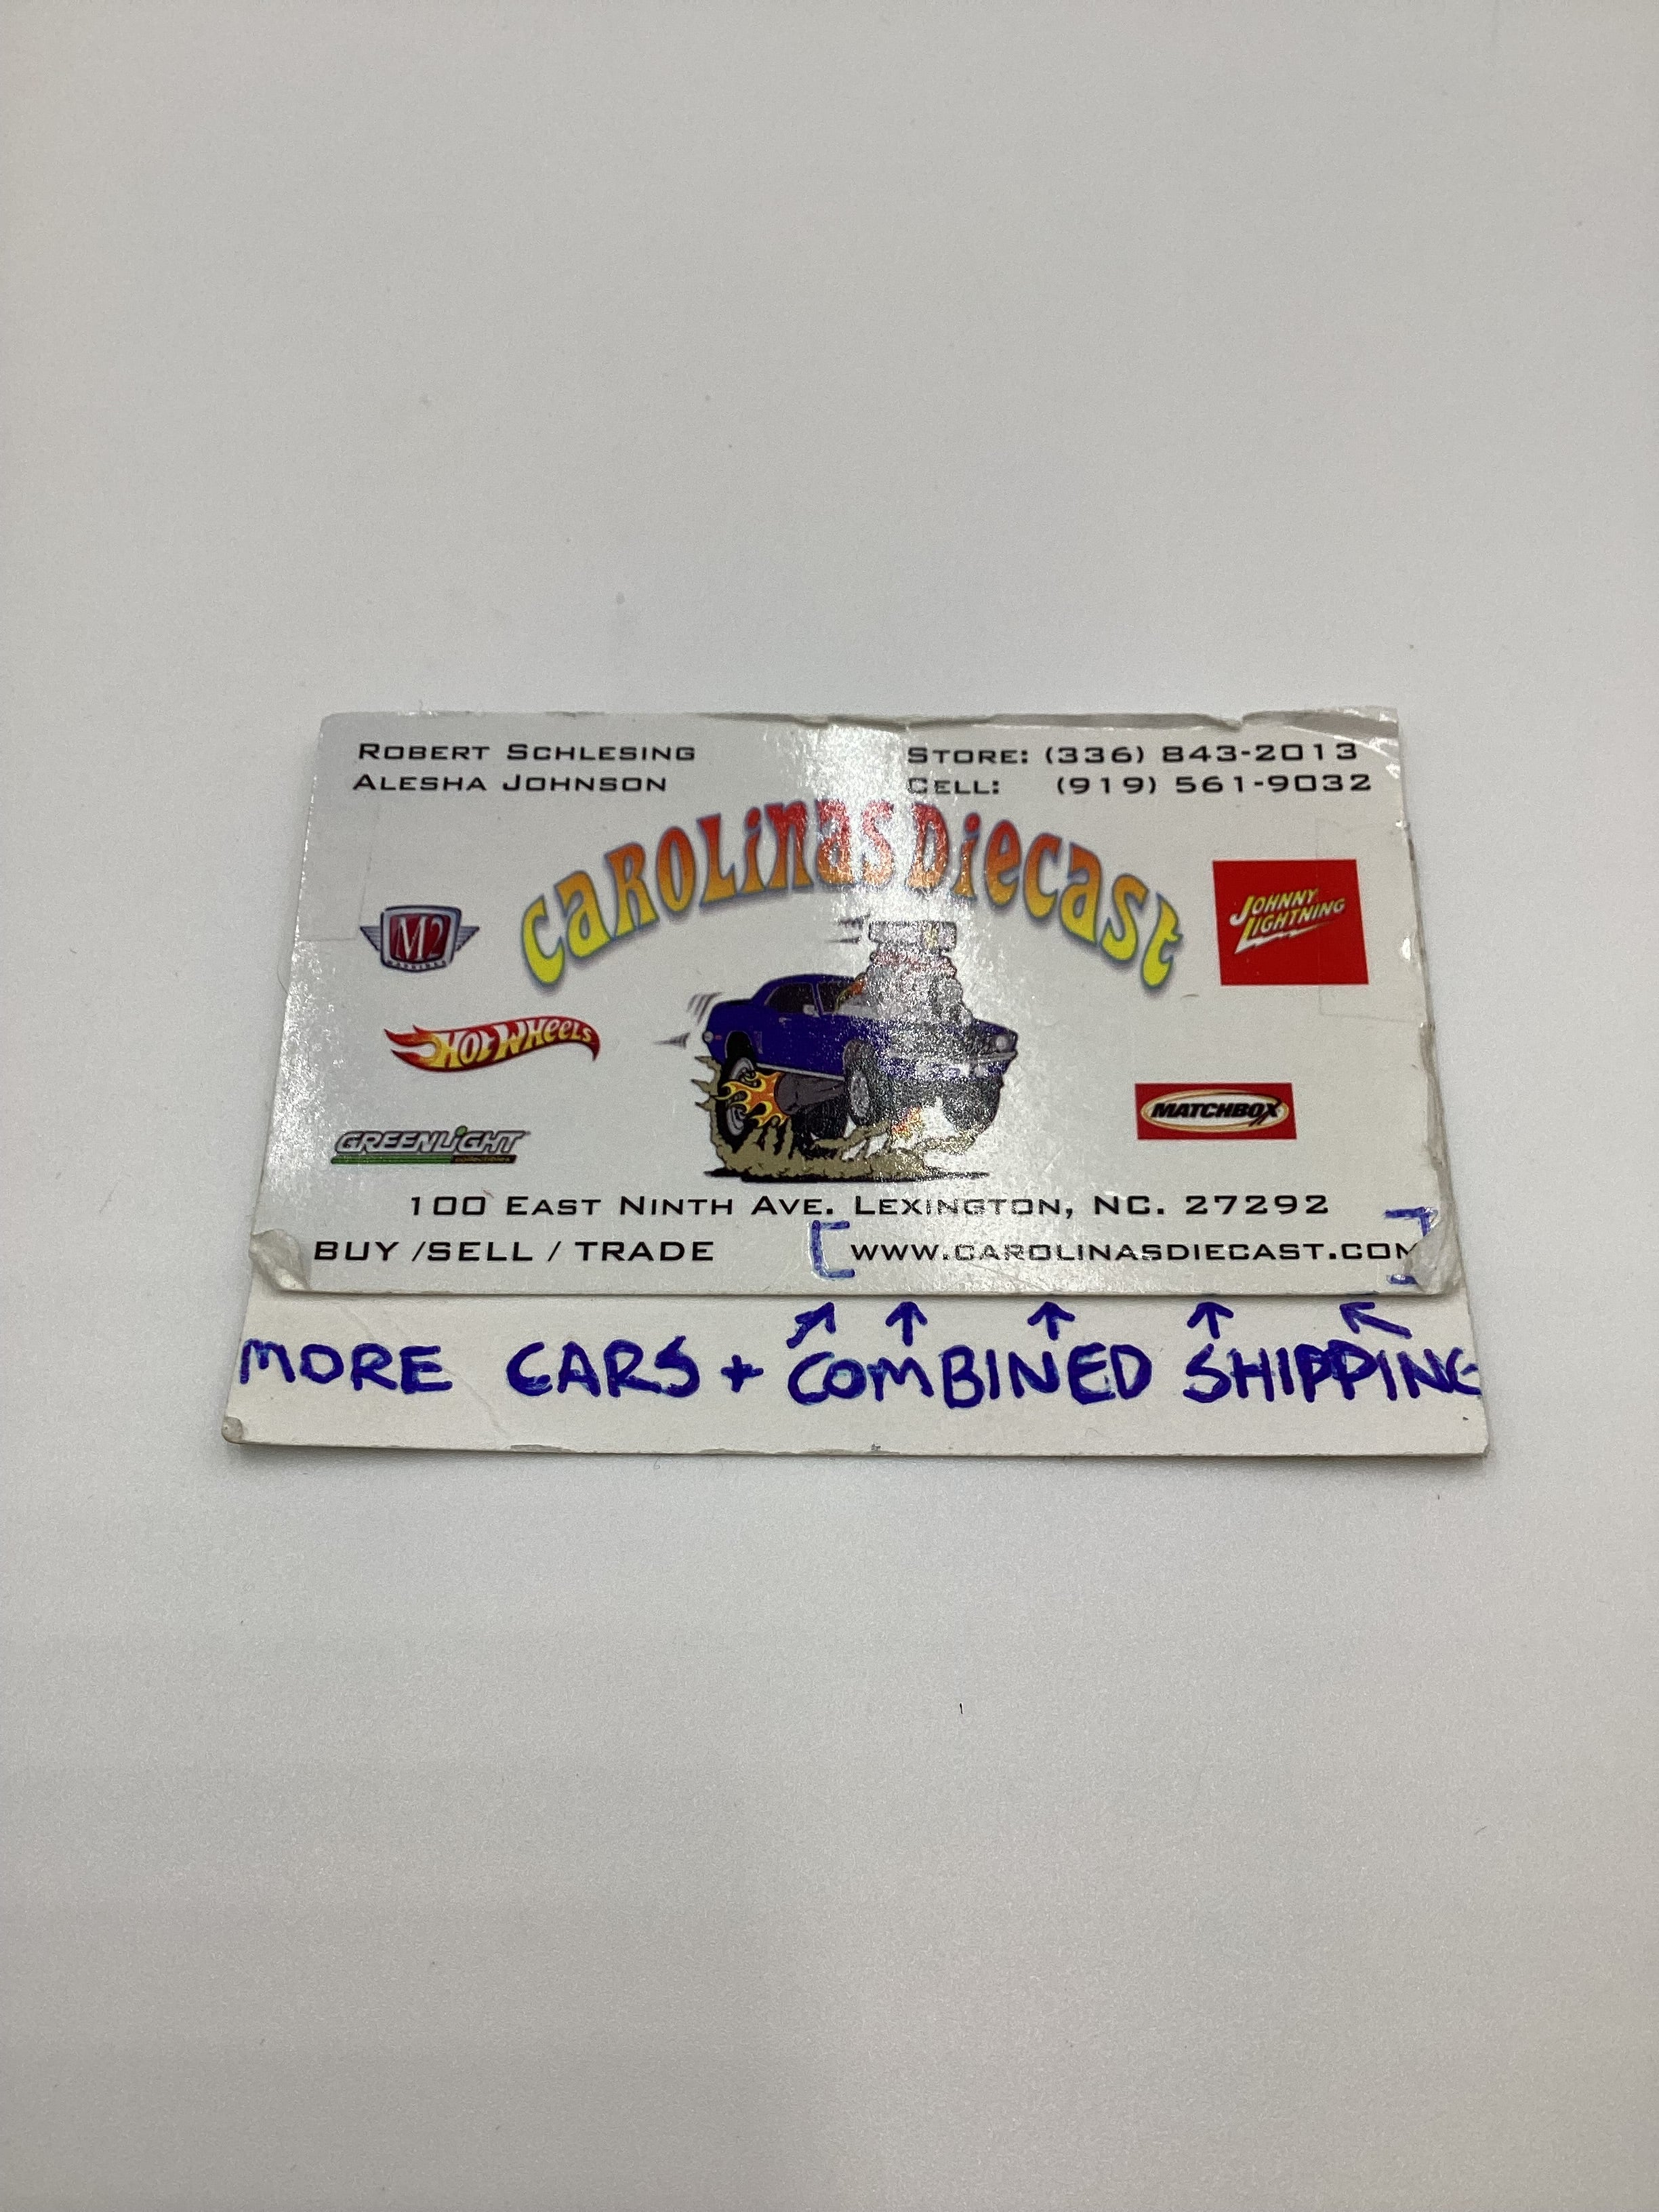 ROBERT SCHLESING
ALESHA JOHNSON
STORE: (336) 843-2013
CELL: (919) 561-9032
CAROLINAS DIECAST
M2
MACHINES
JOHNNY
LIGHTNING
HOT WHEELS
MATCHBOX
GREENLIGHT
collectibles
100 EAST NINTH AVE. LEXINGTON, NC. 27292
BUY /SELL / TRADE [WWW.CAROLINASDIECAST.COM]
↗ ↑ ↑ ↑ ↖
MORE CARS + COMBINED SHIPPING